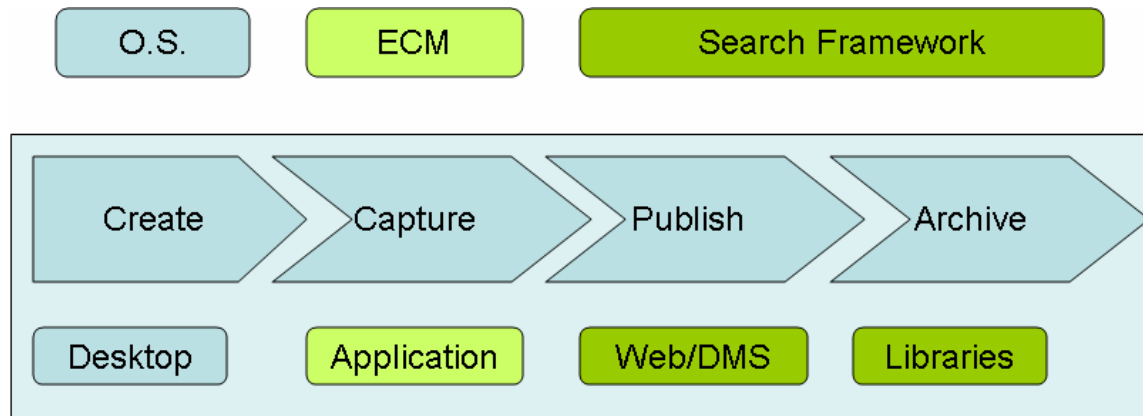 O.S. ECM Search Framework
Create Capture Publish Archive
Desktop Application Web/DMS Libraries